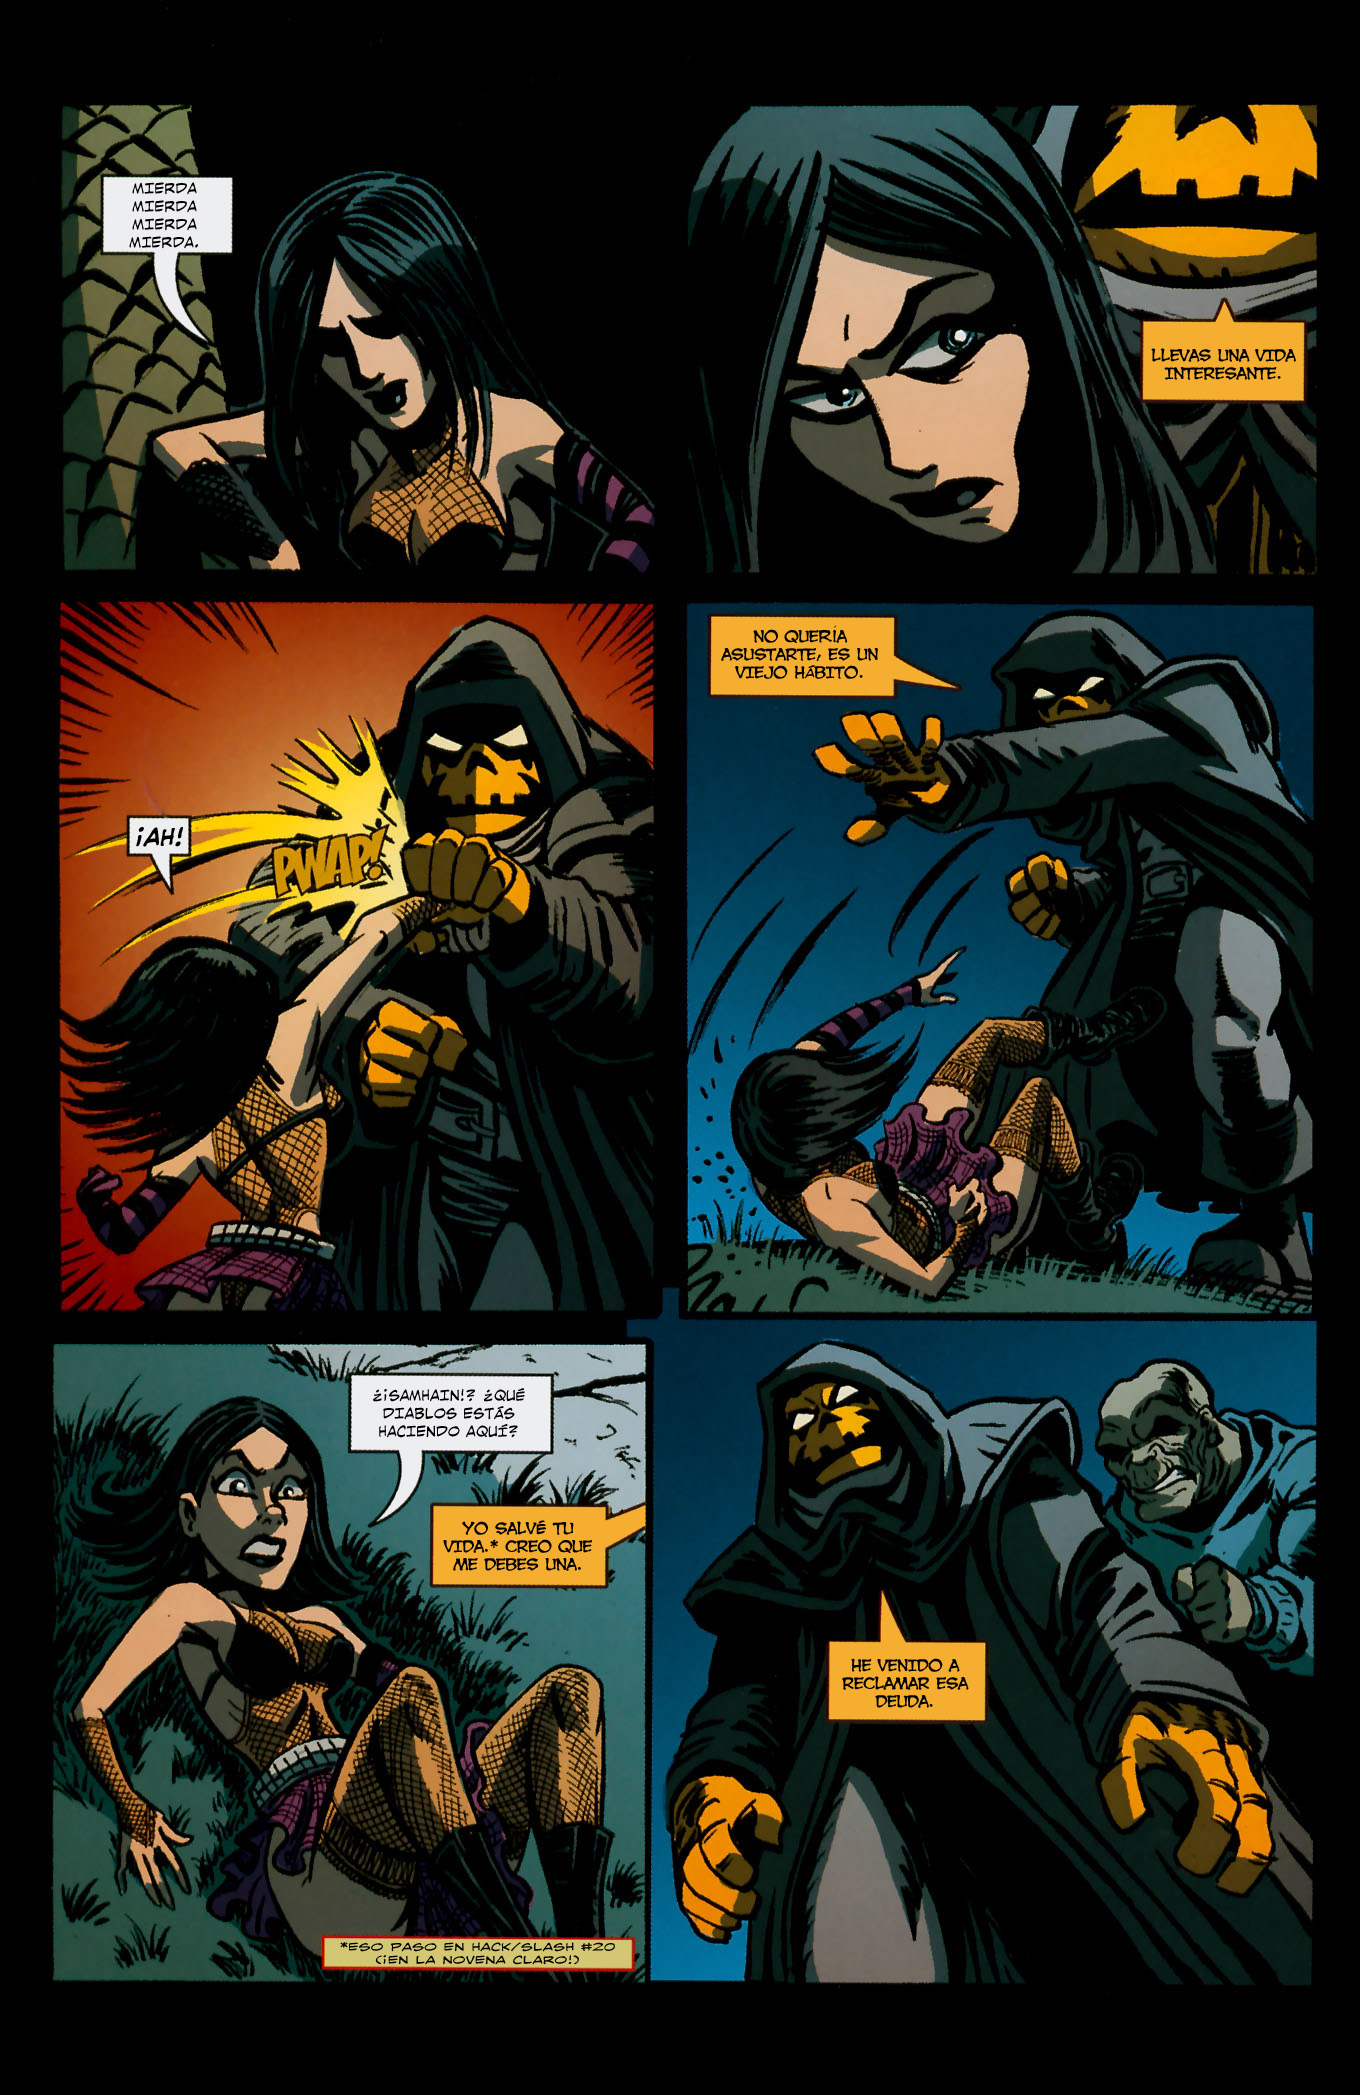 MIERDA
MIERDA
MIERDA
MIERDA.
LLEVAS UNA VIDA
INTERESANTE.
¡AH!
PWAP!
NO QUERÍA
ASUSTARTE, ES UN
VIEJO HÁBITO.
¿¡SAMHAIN!? ¿QUÉ
DIABLOS ESTÁS
HACIENDO AQUÍ?
YO SALVÉ TU
VIDA.* CREO QUE
ME DEBES UNA.
*ESO PASO EN HACK/SLASH #20
(¡EN LA NOVENA CLARO!)
HE VENIDO A
RECLAMAR ESA
DEUDA.